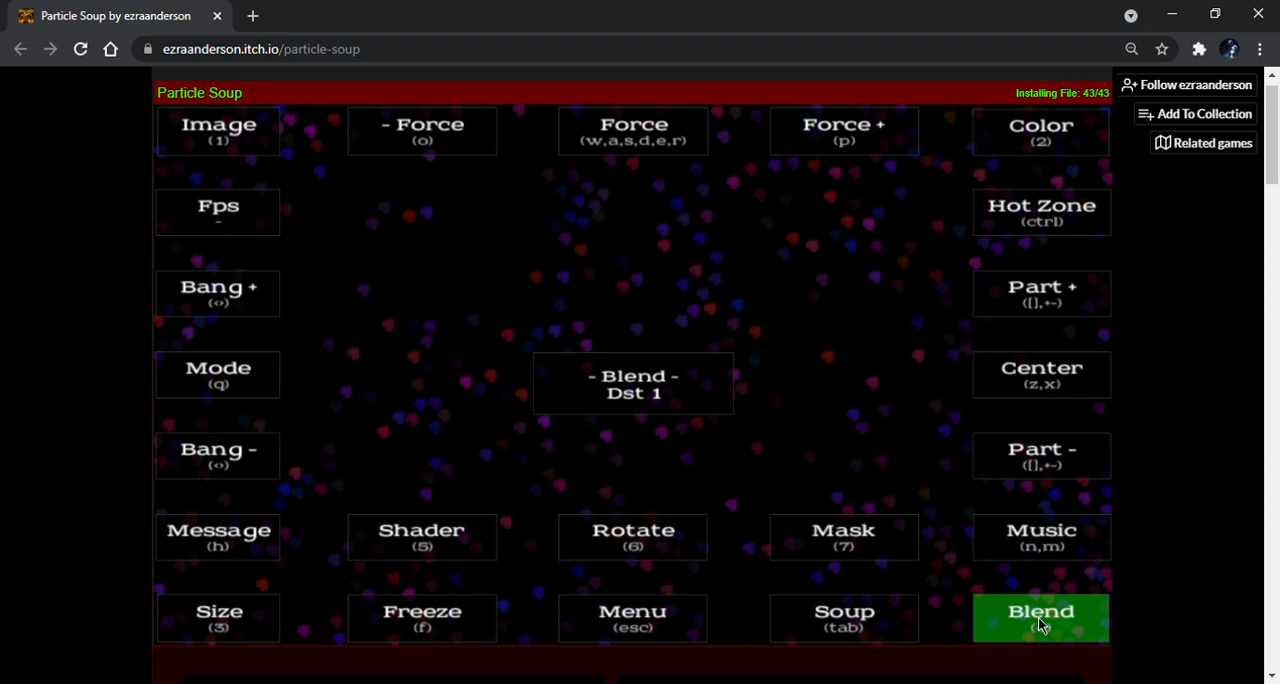 Particle Soup by ezraanderson
ezraanderson.itch.io/particle-soup
Particle Soup
Installing File: 43/43
Follow ezraanderson
Add To Collection
Related games
Image
(1)
- Force
(o)
Force
(w,a,s,d,e,r)
Force +
(p)
Color
(2)
Fps
-
Hot Zone
(ctrl)
Bang +
(<>)
Part +
([],+-)
Mode
(q)
- Blend -
Dst 1
Center
(z,x)
Bang -
(<>)
Part -
([],+-)
Message
(h)
Shader
(5)
Rotate
(6)
Mask
(7)
Music
(n,m)
Size
(3)
Freeze
(f)
Menu
(esc)
Soup
(tab)
Blend